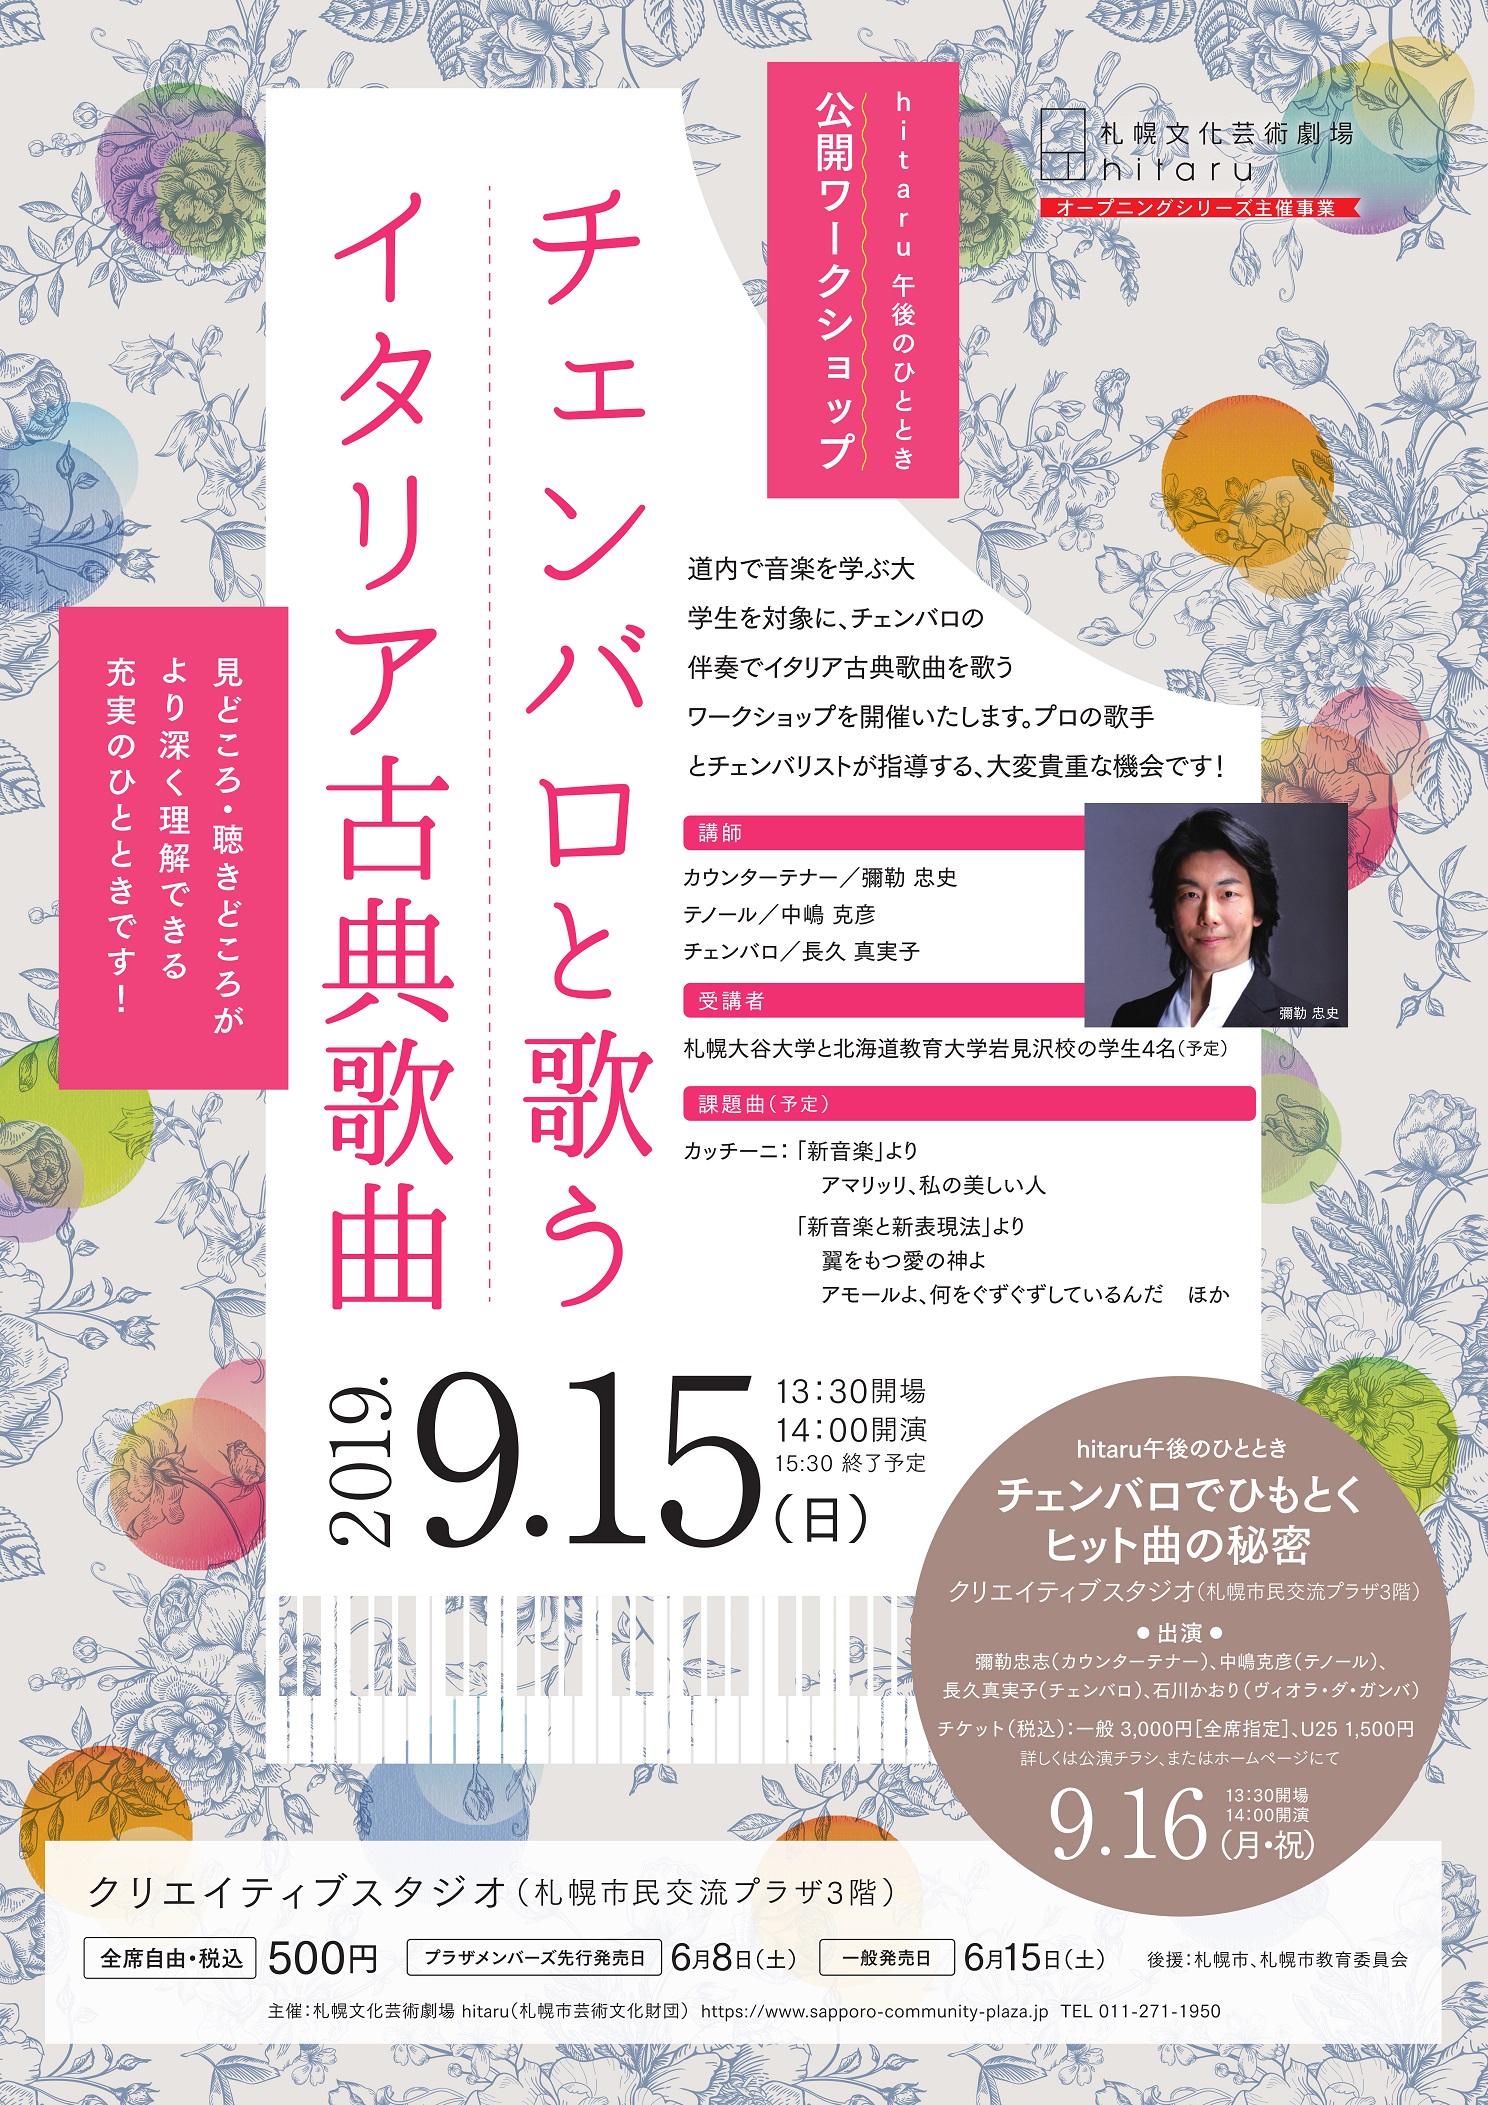 札幌文化芸術劇場
hitaru
オープニングシリーズ主催事業
hitaru 午後のひととき
公開ワークショップ
チェンバロと歌う
イタリア古典歌曲
見どころ・聴きどころが
より深く理解できる
充実のひとときです！
道内で音楽を学ぶ大
学生を対象に、チェンバロの
伴奏でイタリア古典歌曲を歌う
ワークショップを開催いたします。プロの歌手
とチェンバリストが指導する、大変貴重な機会です！
講師
カウンターテナー／彌勒 忠史
テノール／中嶋 克彦
チェンバロ／長久 真実子
彌勒 忠史
受講者
札幌大谷大学と北海道教育大学岩見沢校の学生4名（予定）
課題曲（予定）
カッチーニ：「新音楽」より
アマリッリ、私の美しい人
「新音楽と新表現法」より
翼をもつ愛の神よ
アモールよ、何をぐずぐずしているんだ　ほか
2019.
9.15
13：30開場
14：00開演
15:30 終了予定
（日）
hitaru午後のひととき
チェンバロでひもとく
ヒット曲の秘密
クリエイティブスタジオ（札幌市民交流プラザ3階）
●出演●
彌勒忠志（カウンターテナー）、中嶋克彦（テノール）、
長久真実子（チェンバロ）、石川かおり（ヴィオラ・ダ・ガンバ）
チケット（税込）：一般 3,000円［全席指定］、U25 1,500円
詳しくは公演チラシ、またはホームページにて
9.16
13:30開場
14:00開演
（月・祝）
クリエイティブスタジオ（札幌市民交流プラザ3階）
全席自由・税込 500円 プラザメンバーズ先行発売日 6月8日（土） 一般発売日 6月15日（土） 後援：札幌市、札幌市教育委員会
主催：札幌文化芸術劇場 hitaru（札幌市芸術文化財団） https://www.sapporo-community-plaza.jp TEL 011-271-1950